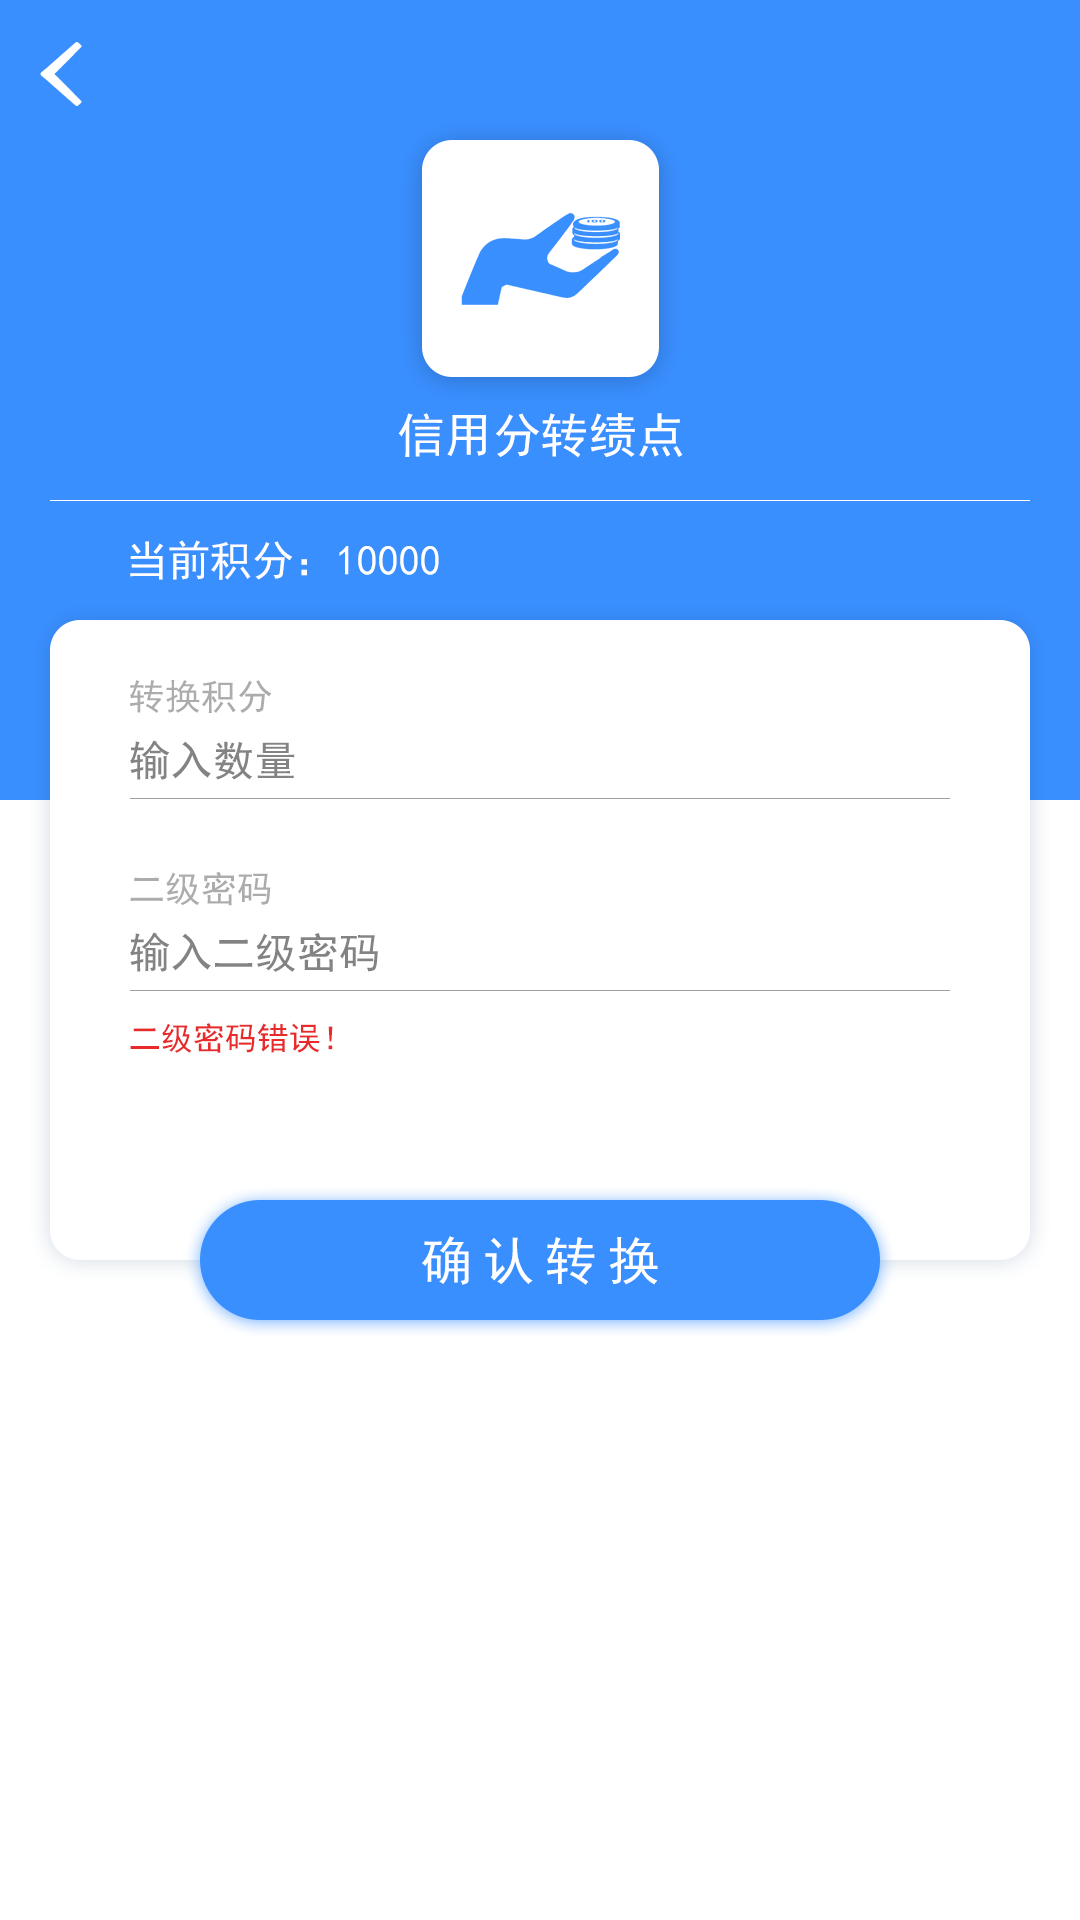 信用分转绩点
当前积分：10000
转换积分
输入数量
二级密码
输入二级密码
二级密码错误！
确认转换